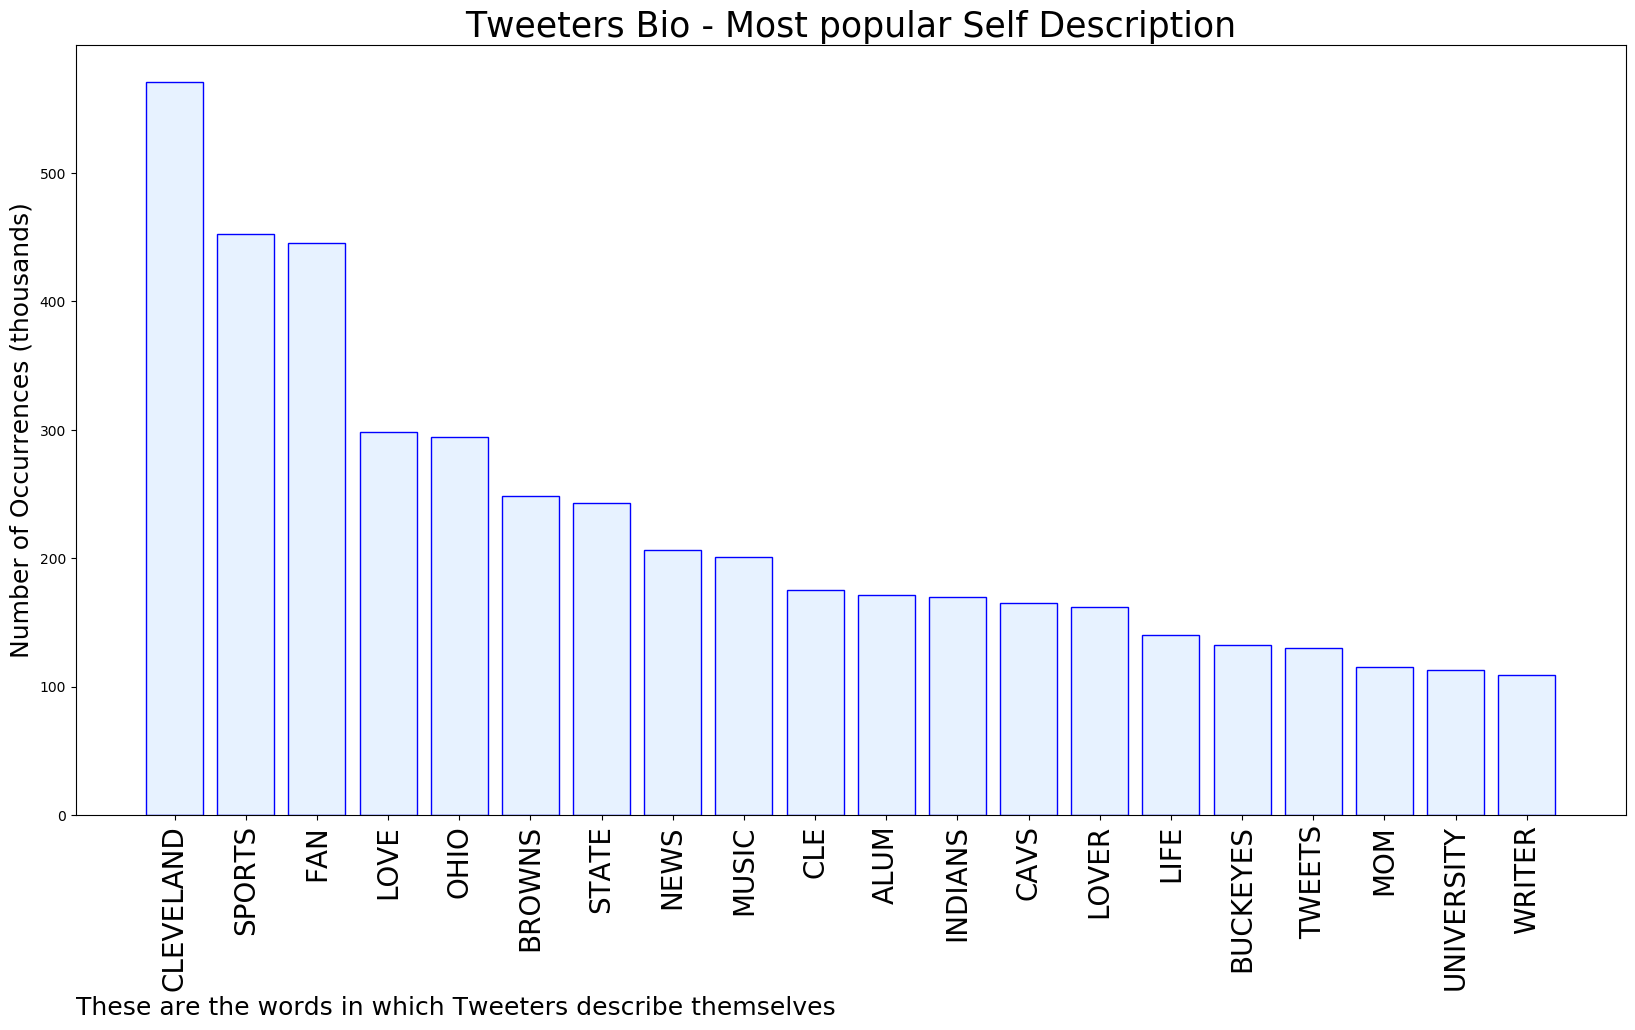 Tweeters Bio - Most popular Self Description
Number of Occurrences (thousands)
500
400
300
200
100
0
CLEVELAND
SPORTS
FAN
LOVE
OHIO
BROWNS
STATE
NEWS
MUSIC
CLE
ALUM
INDIANS
CAVS
LOVER
LIFE
BUCKEYES
TWEETS
MOM
UNIVERSITY
WRITER
These are the words in which Tweeters describe themselves